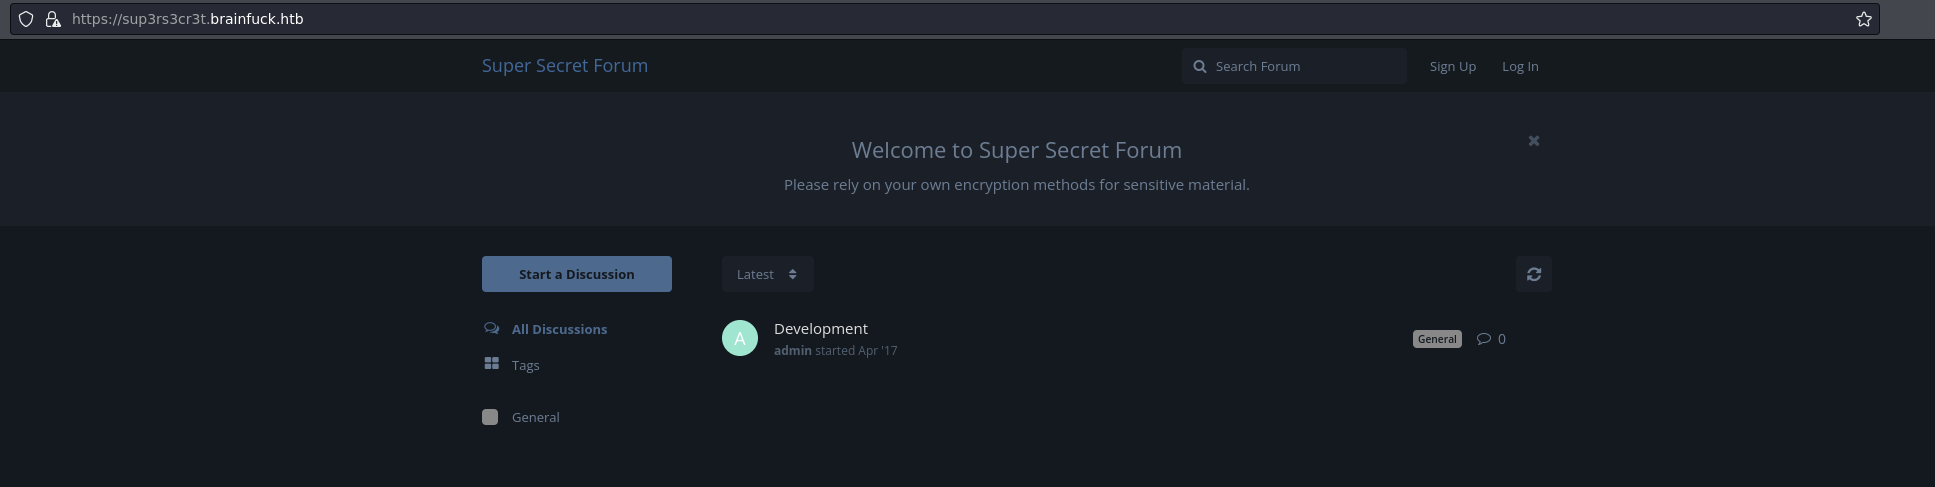 https://sup3rs3cr3t.brainfuck.htb
Super Secret Forum
Search Forum
Sign Up
Log In
Welcome to Super Secret Forum
Please rely on your own encryption methods for sensitive material.
Start a Discussion
Latest
All Discussions
Tags
General
A
Development
admin started Apr '17
General
0